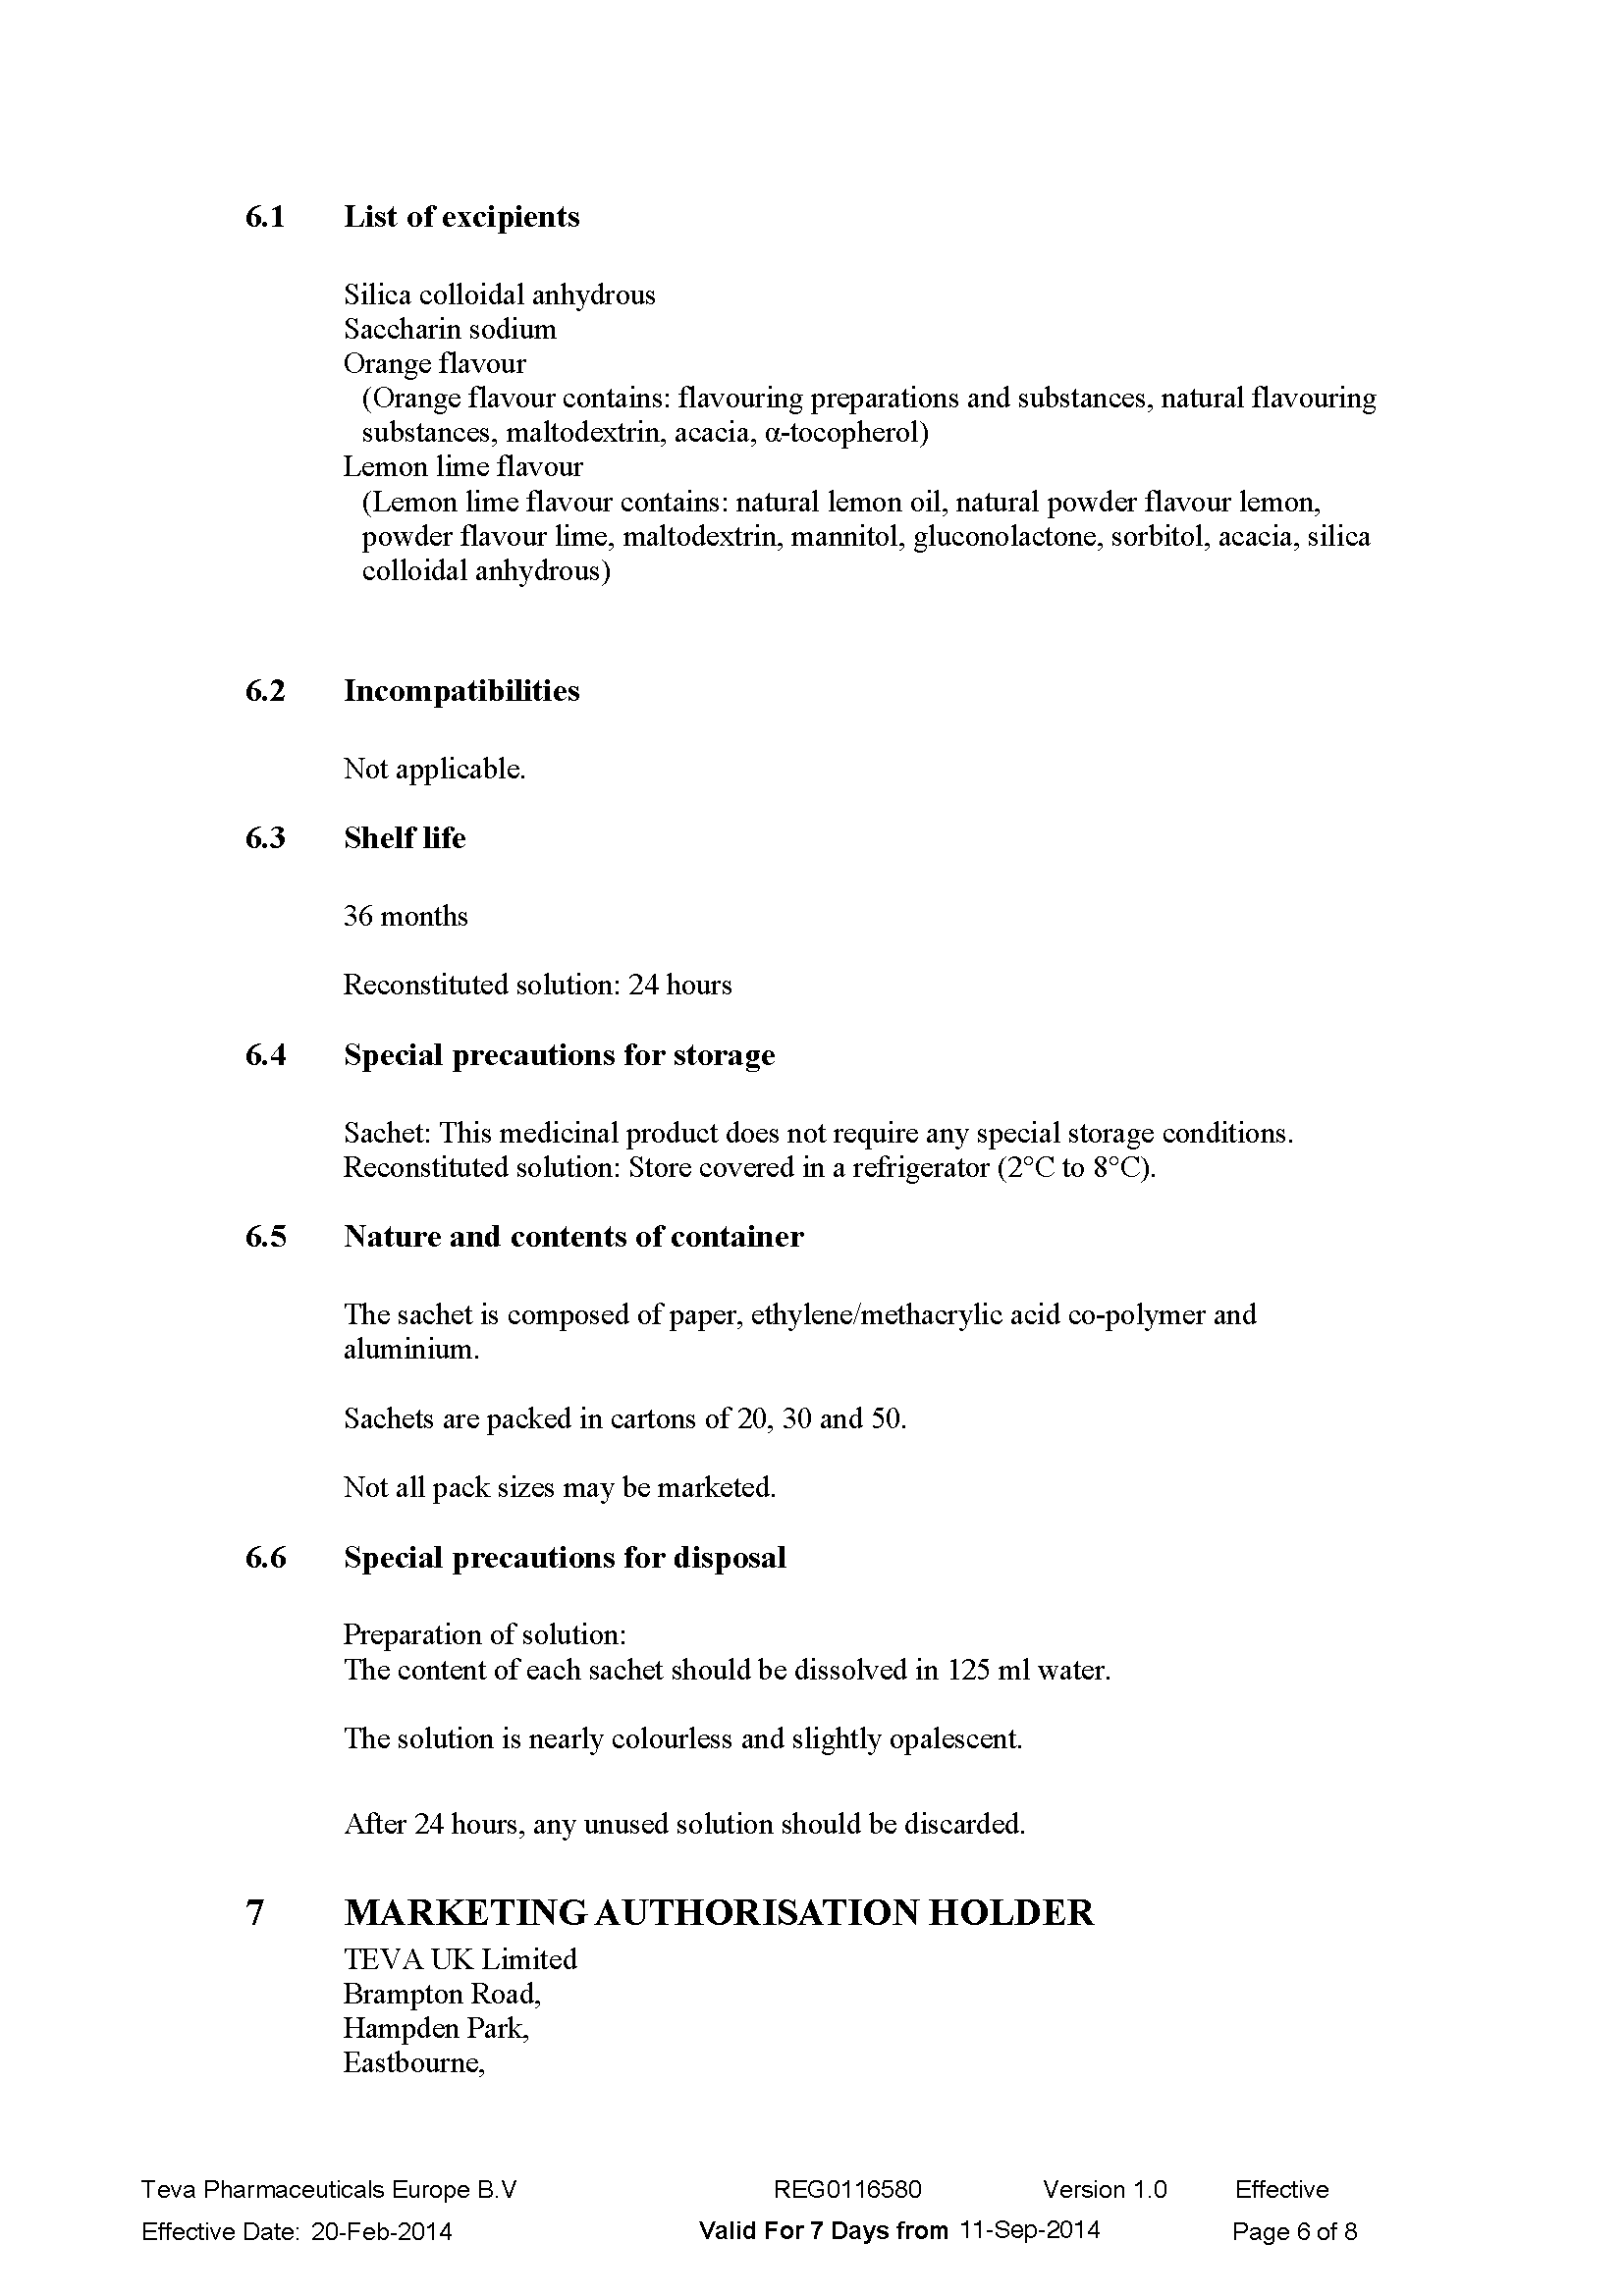 6.1 List of excipients
Silica colloidal anhydrous
Saccharin sodium
Orange flavour
(Orange flavour contains: flavouring preparations and substances, natural flavouring
substances, maltodextrin, acacia, α-tocopherol)
Lemon lime flavour
(Lemon lime flavour contains: natural lemon oil, natural powder flavour lemon,
powder flavour lime, maltodextrin, mannitol, gluconolactone, sorbitol, acacia, silica
colloidal anhydrous)
6.2 Incompatibilities
Not applicable.
6.3 Shelf life
36 months
Reconstituted solution: 24 hours
6.4 Special precautions for storage
Sachet: This medicinal product does not require any special storage conditions.
Reconstituted solution: Store covered in a refrigerator (2°C to 8°C).
6.5 Nature and contents of container
The sachet is composed of paper, ethylene/methacrylic acid co-polymer and
aluminium.
Sachets are packed in cartons of 20, 30 and 50.
Not all pack sizes may be marketed.
6.6 Special precautions for disposal
Preparation of solution:
The content of each sachet should be dissolved in 125 ml water.
The solution is nearly colourless and slightly opalescent.
After 24 hours, any unused solution should be discarded.
7 MARKETING AUTHORISATION HOLDER
TEVA UK Limited
Brampton Road,
Hampden Park,
Eastbourne,
Teva Pharmaceuticals Europe B.V REG0116580 Version 1.0 Effective
Effective Date: 20-Feb-2014 Valid For 7 Days from 11-Sep-2014 Page 6 of 8